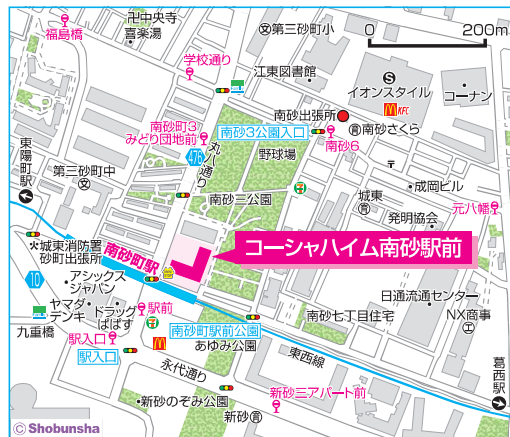 福島橋
卍中央寺
喜楽湯
文第三砂町小
0 200m
学校通り
江東図書館
S
イオンスタイル
KFC
コーナン
南砂出張所
南砂町3
みどり団地前
南砂3公園入口
南砂6
南砂さくら
476
丸八通り
野球場
東陽町駅
第三砂町中
文
南砂三公園
城東
成岡ビル
元八幡
発明協会
城東消防署
砂町出張所
南砂町駅
コーシャハイム南砂駅前
アシックス
ジャパン
10
ヤマダ
デンキ
ドラッグ
ぱぱす
駅前
日通流通センター
NX商事
九重橋
南砂町駅前公園
南砂七丁目住宅
駅入口
駅入口
あゆみ公園
東西線
永代通り
葛西駅
新砂三アパート前
新砂のぞみ公園
新砂
© Shobunsha